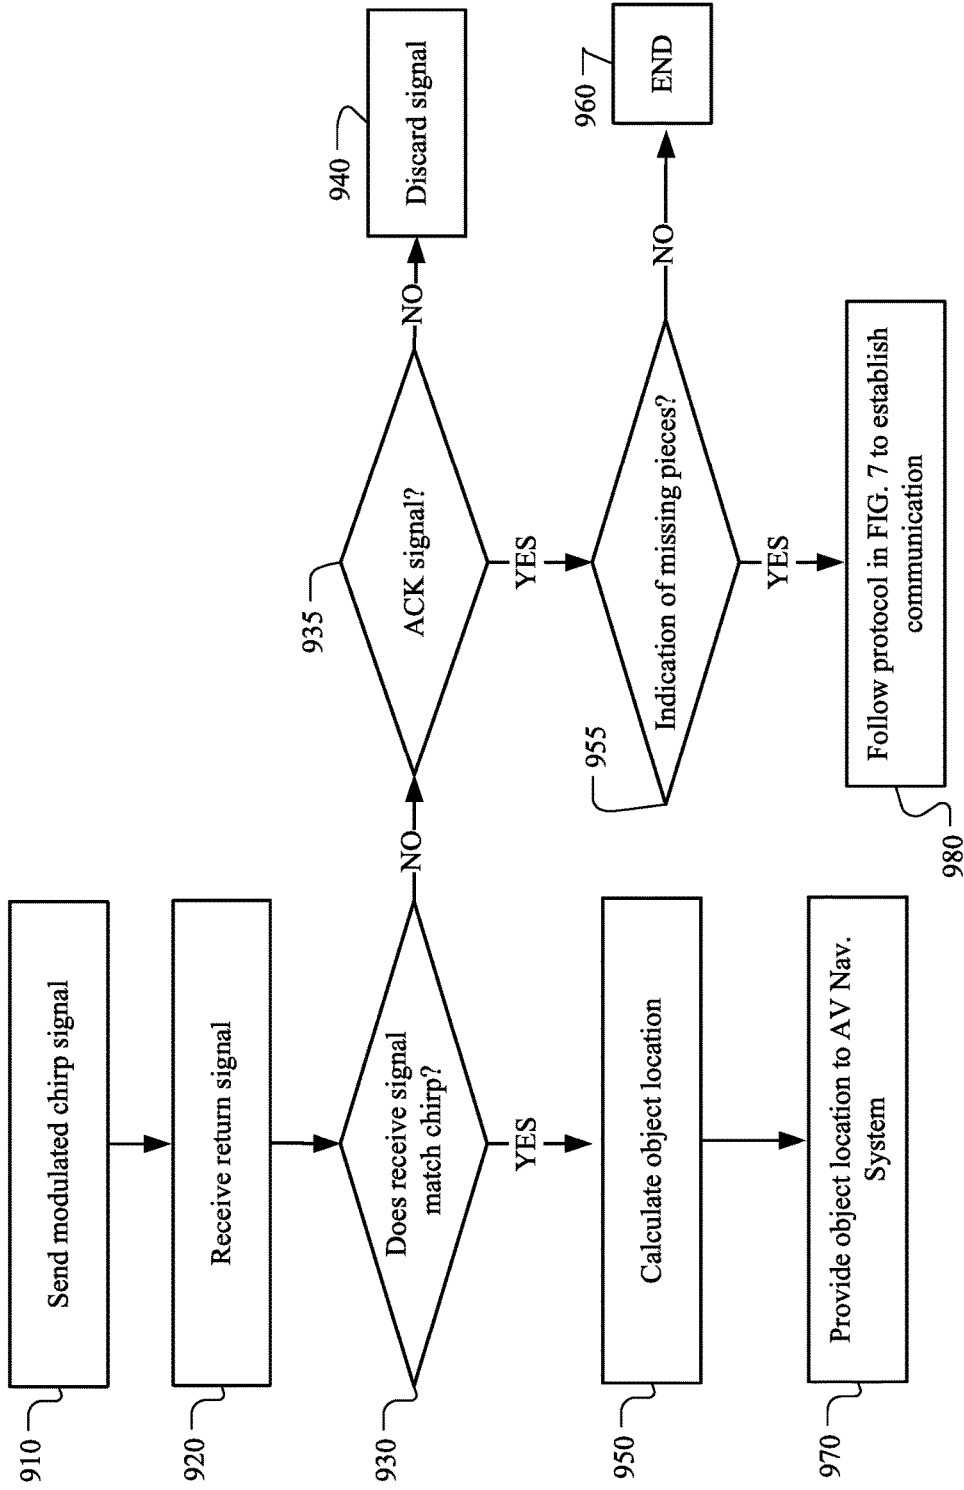 910
Send modulated chirp signal
920
Receive return signal
930
Does receive signal
match chirp?
NO
935
ACK signal?
NO
940
Discard signal
YES
YES
950
Calculate object location
955
Indication of missing pieces?
NO
960
END
YES
970
Provide object location to AV Nav.
System
980
Follow protocol in FIG. 7 to establish
communication